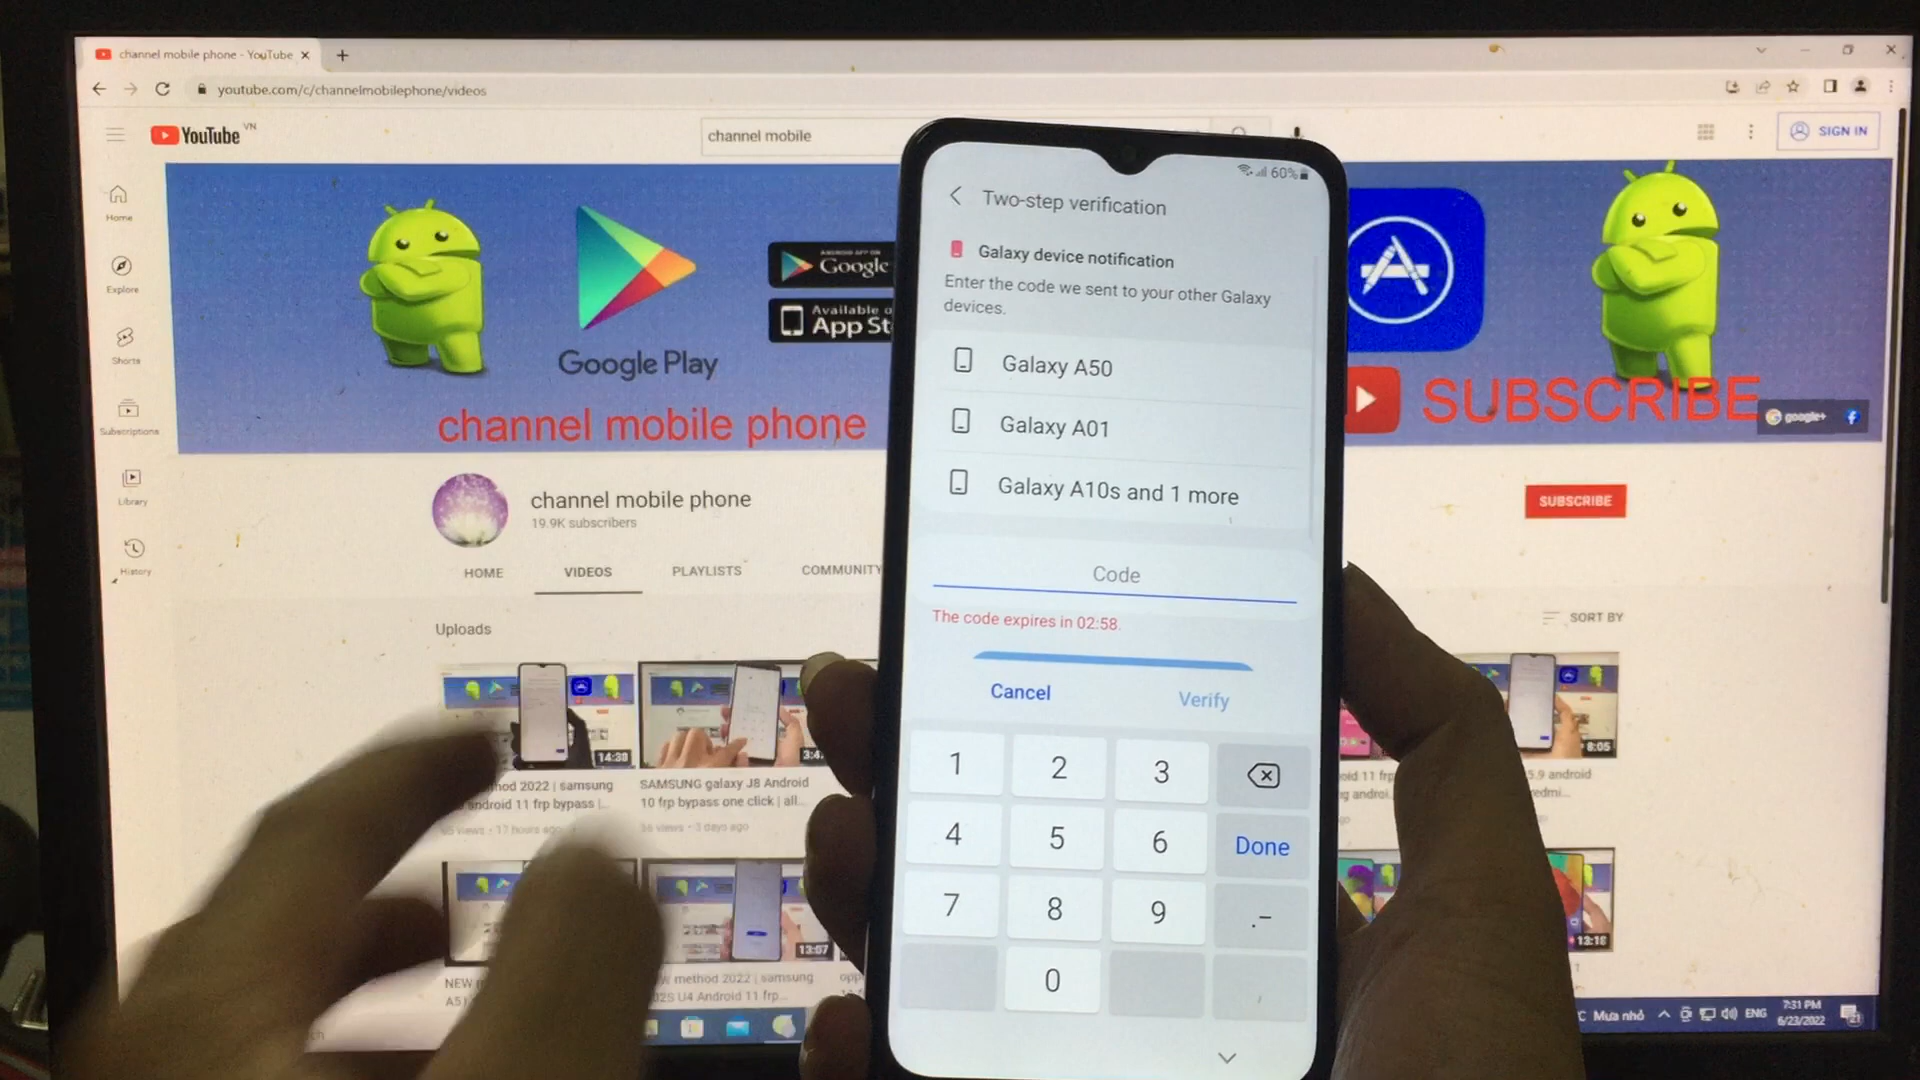 channel mobile phone - YouTube
youtube.com/c/channelmobilephone/videos
YouTube VN
channel mobile
SIGN IN
Home
Explore
Shorts
Subscriptions
Library
History
Google Play
ANDROID APP ON
Google
Available o
App St
channel mobile phone
SUBSCRIBE
google+
channel mobile phone
19.9K subscribers
SUBSCRIBE
HOME
VIDEOS
PLAYLISTS
COMMUNITY
Uploads
SORT BY
14:30
3:4
8:05
hod 2022 | samsung
android 11 frp bypass |...
17 hours ago
SAMSUNG galaxy J8 Android
10 frp bypass one click | all...
36 views • 3 days ago
oid 11 frp
g androi...
5.9 android
redmi...
13:07
13:18
NEW
A5
method 2022 | samsung
02S U4 Android 11 frp...
opp
60%
Two-step verification
Galaxy device notification
Enter the code we sent to your other Galaxy
devices.
Galaxy A50
Galaxy A01
Galaxy A10s and 1 more
Code
The code expires in 02:58.
Cancel
Verify
1 2 3
4 5 6 Done
7 8 9 .-
0
Mưa nhỏ
ENG
7:31 PM
6/23/2022
21